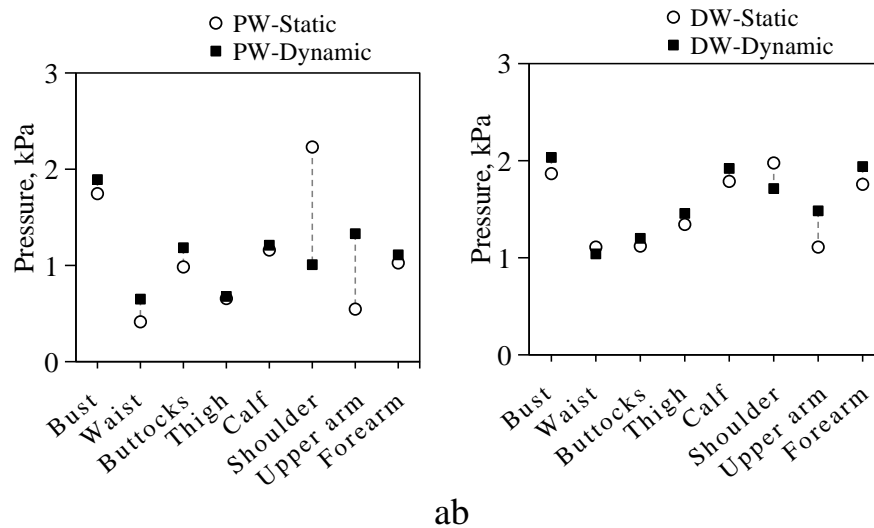 PW-Static
PW-Dynamic
3
2
1
0
Pressure, kPa
Bust
Waist
Buttocks
Thigh
Calf
Shoulder
Upper arm
Forearm
DW-Static
DW-Dynamic
3
2
1
0
Pressure, kPa
Bust
Waist
Buttocks
Thigh
Calf
Shoulder
Upper arm
Forearm
ab